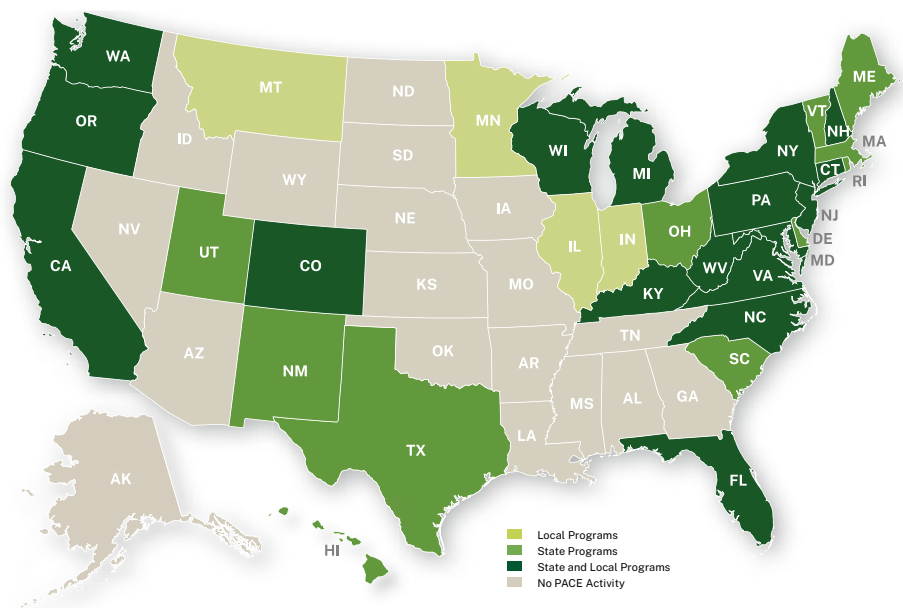 WA
OR
CA
ID
NV
MT
WY
UT
CO
AZ
NM
ND
SD
NE
KS
OK
TX
MN
IA
MO
AR
LA
WI
IL
MI
IN
OH
KY
TN
MS
AL
GA
FL
SC
NC
VA
WV
PA
NY
VT
NH
ME
MA
CT
RI
NJ
DE
MD
AK
HI
Local Programs
State Programs
State and Local Programs
No PACE Activity